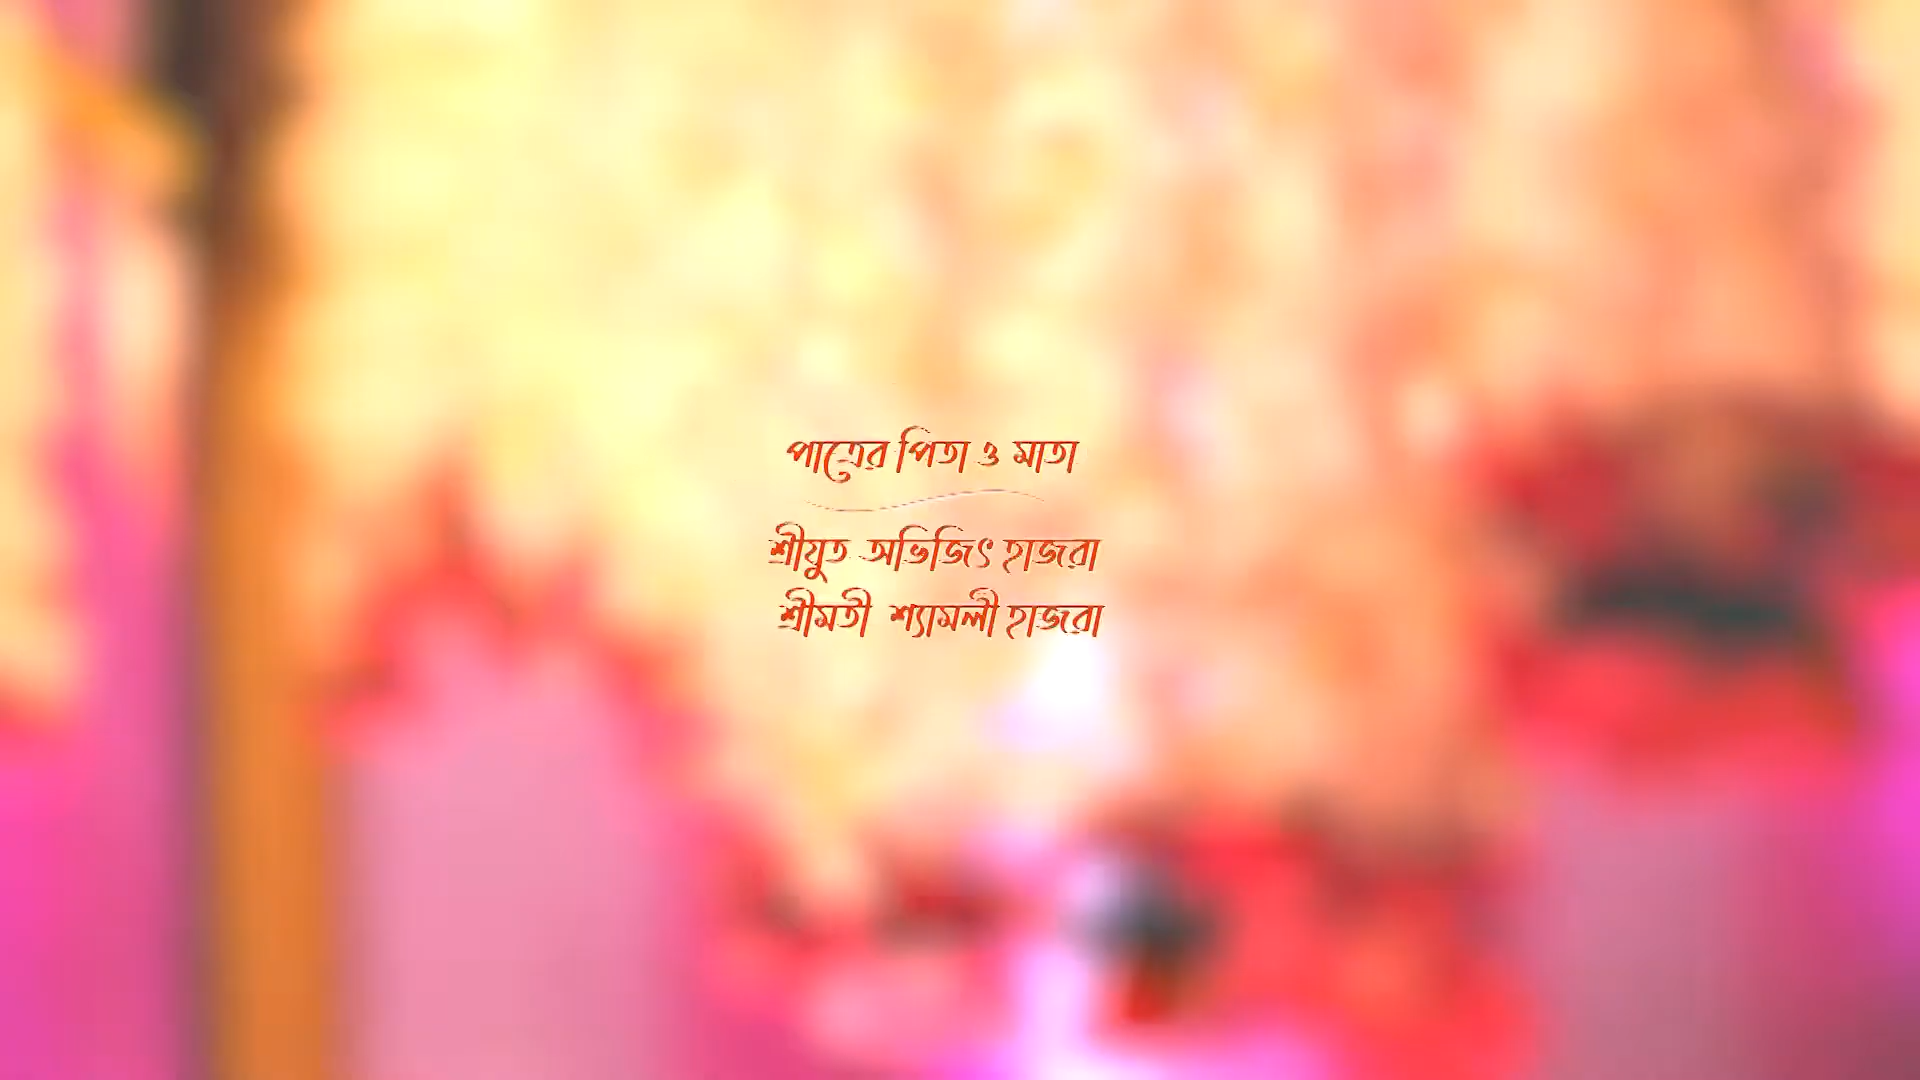 পাত্রের পিতা ও মাতা
শ্রীযুত অভিজিৎ হাজরা
শ্রীমতী শ্যামলী হাজরা